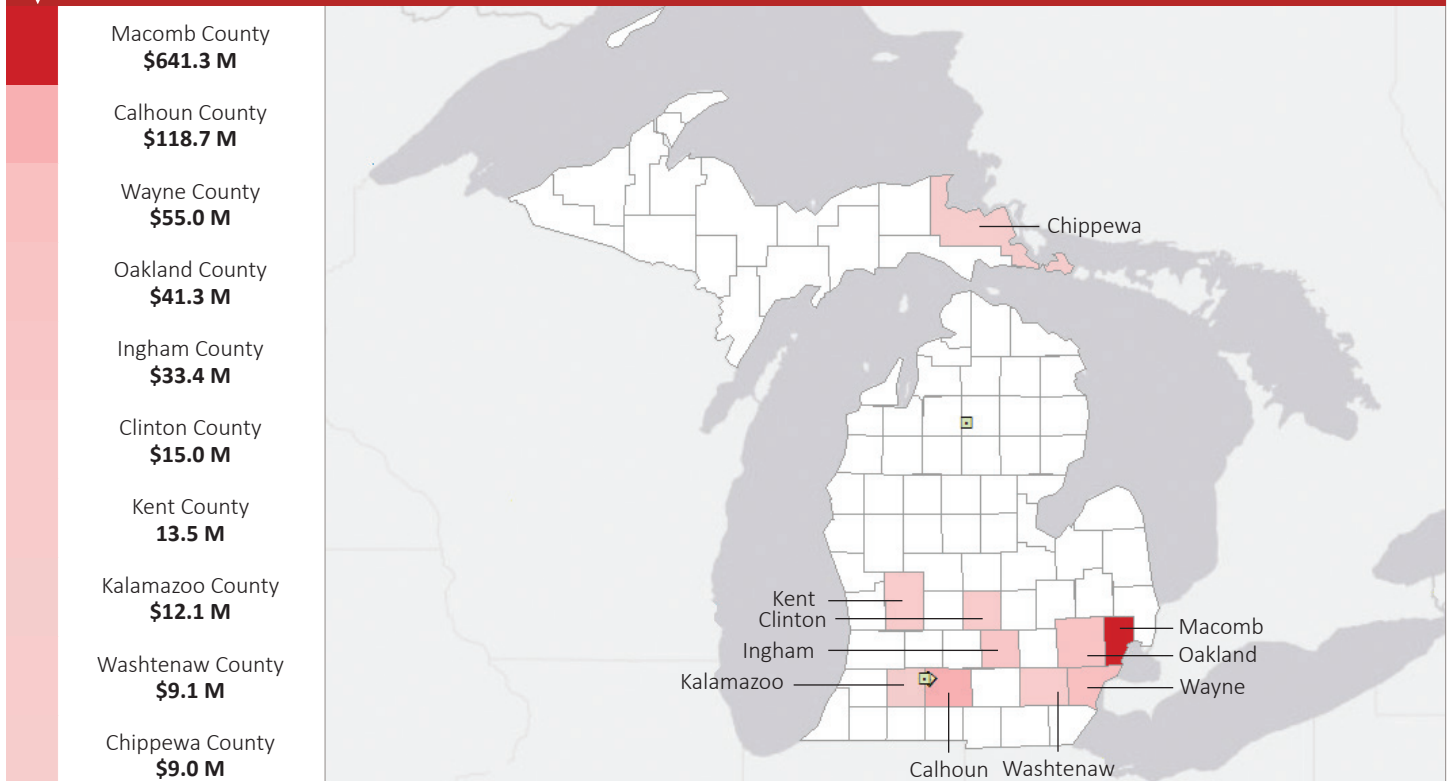 Macomb County
$641.3 M
Calhoun County
$118.7 M
Wayne County
$55.0 M
Oakland County
$41.3 M
Ingham County
$33.4 M
Clinton County
$15.0 M
Kent County
13.5 M
Kalamazoo County
$12.1 M
Washtenaw County
$9.1 M
Chippewa County
$9.0 M
Chippewa
Kent
Clinton
Ingham
Kalamazoo
Macomb
Oakland
Wayne
Calhoun
Washtenaw